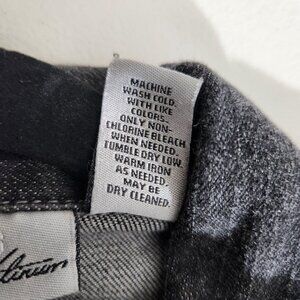 MACHINE
WASH COLD.
WITH LIKE
COLORS.
ONLY NON-
CHLORINE BLEACH
WHEN NEEDED.
TUMBLE DRY LOW.
WARM IRON
AS NEEDED.
MAY BE
DRY CLEANED.